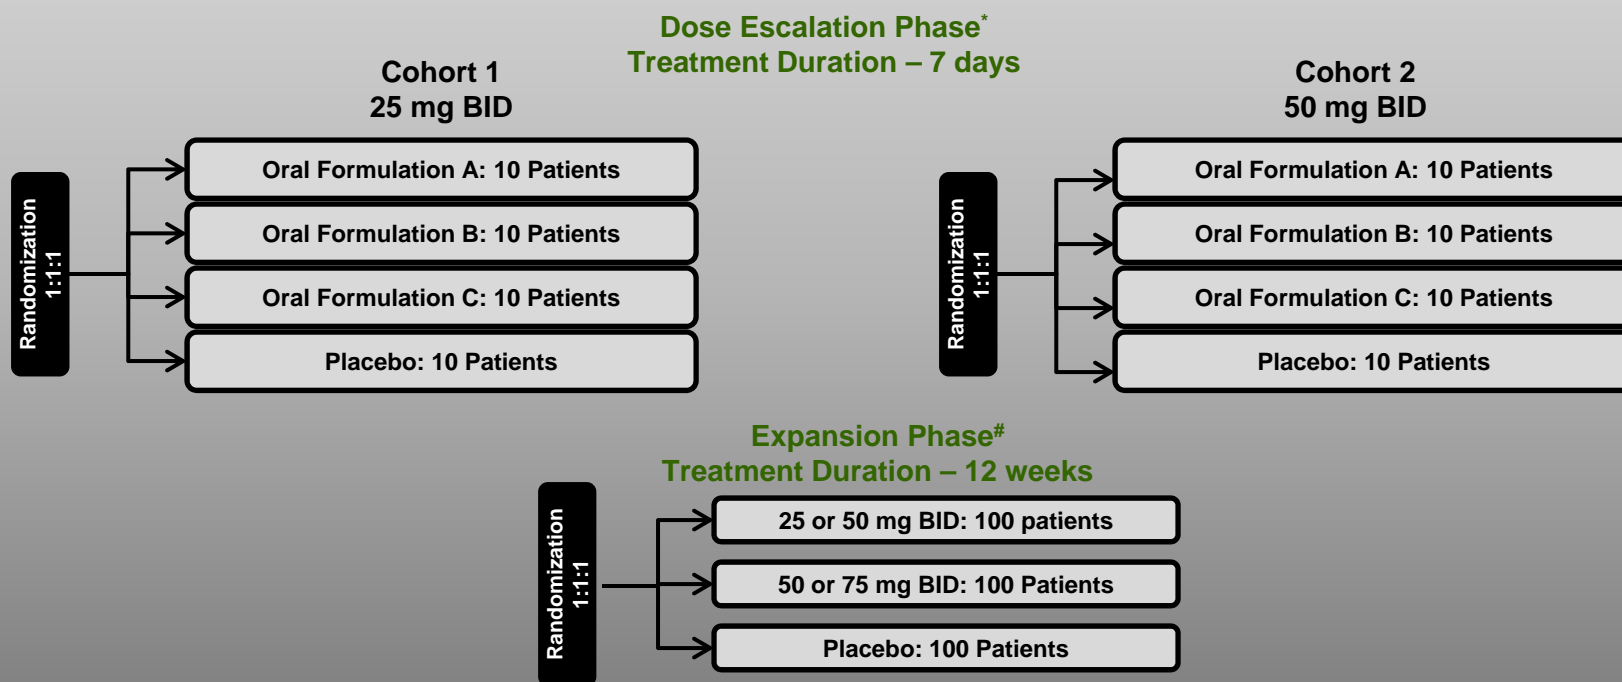 Dose Escalation Phase*
Treatment Duration – 7 days
Cohort 1
25 mg BID
Randomization
1:1:1
Oral Formulation A: 10 Patients
Oral Formulation B: 10 Patients
Oral Formulation C: 10 Patients
Placebo: 10 Patients
Cohort 2
50 mg BID
Randomization
1:1:1
Oral Formulation A: 10 Patients
Oral Formulation B: 10 Patients
Oral Formulation C: 10 Patients
Placebo: 10 Patients
Expansion Phase#
Treatment Duration – 12 weeks
Randomization
1:1:1
25 or 50 mg BID: 100 patients
50 or 75 mg BID: 100 Patients
Placebo: 100 Patients